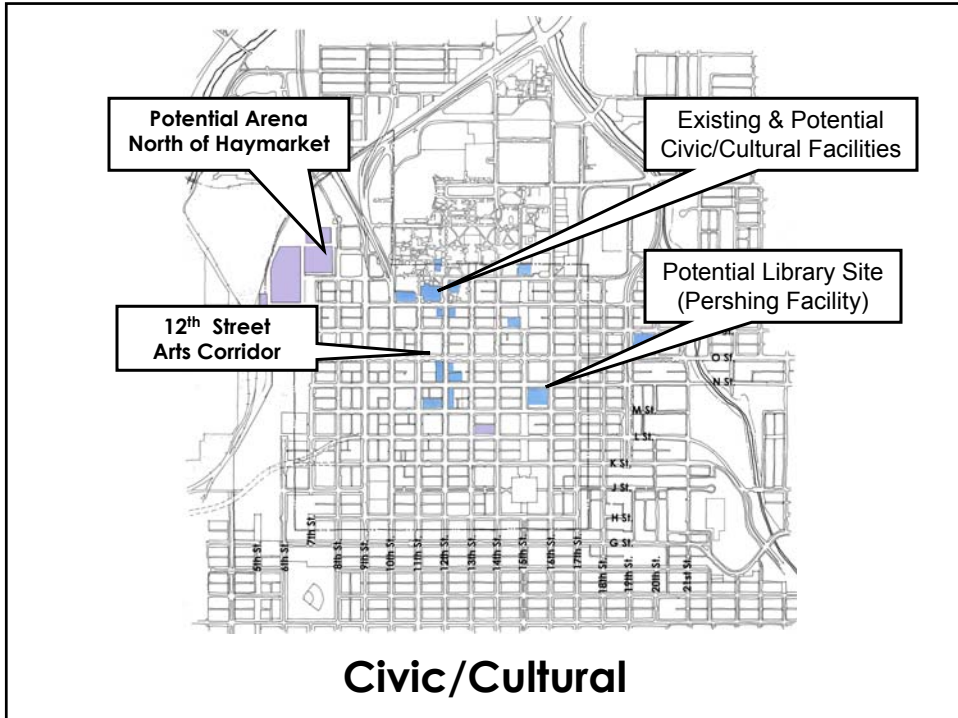 Potential Arena
North of Haymarket
Existing & Potential
Civic/Cultural Facilities
Potential Library Site
(Pershing Facility)
12th Street
Arts Corridor
O St.
N St.
M St.
L St.
K St.
J St.
H St.
G St.
5th St.
6th St.
7th St.
8th St.
9th St.
10th St.
11th St.
12th St.
13th St.
14th St.
15th St.
16th St.
17th St.
18th St.
19th St.
20th St.
21st St.
Civic/Cultural